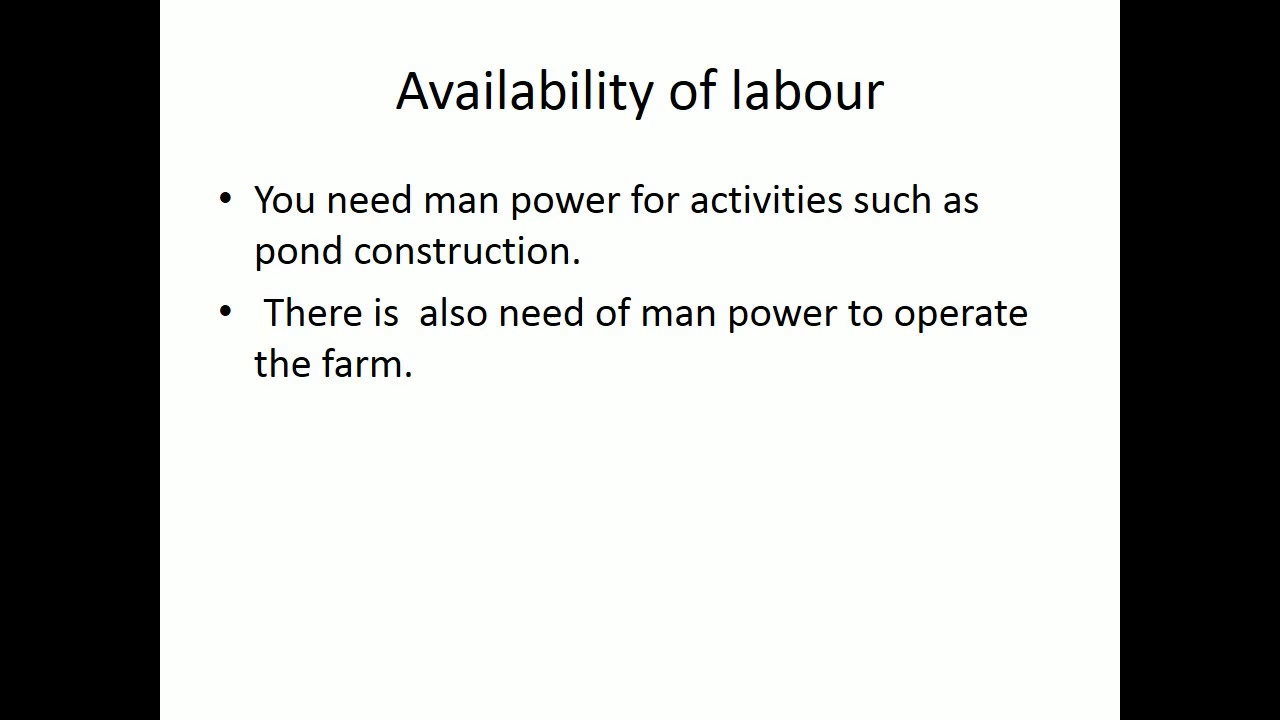 Availability of labour
• You need man power for activities such as
pond construction.
• There is  also need of man power to operate
the farm.